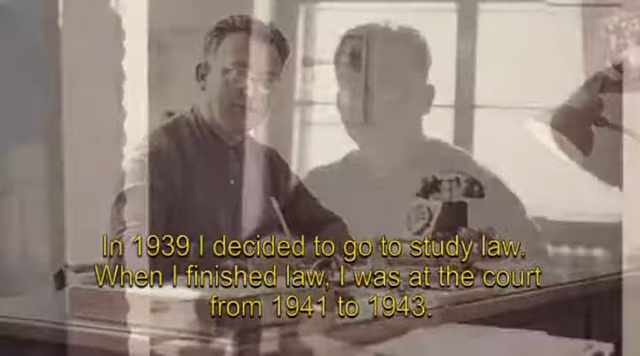 In 1939 I decided to go to study law.
When I finished law, I was at the court
from 1941 to 1943.